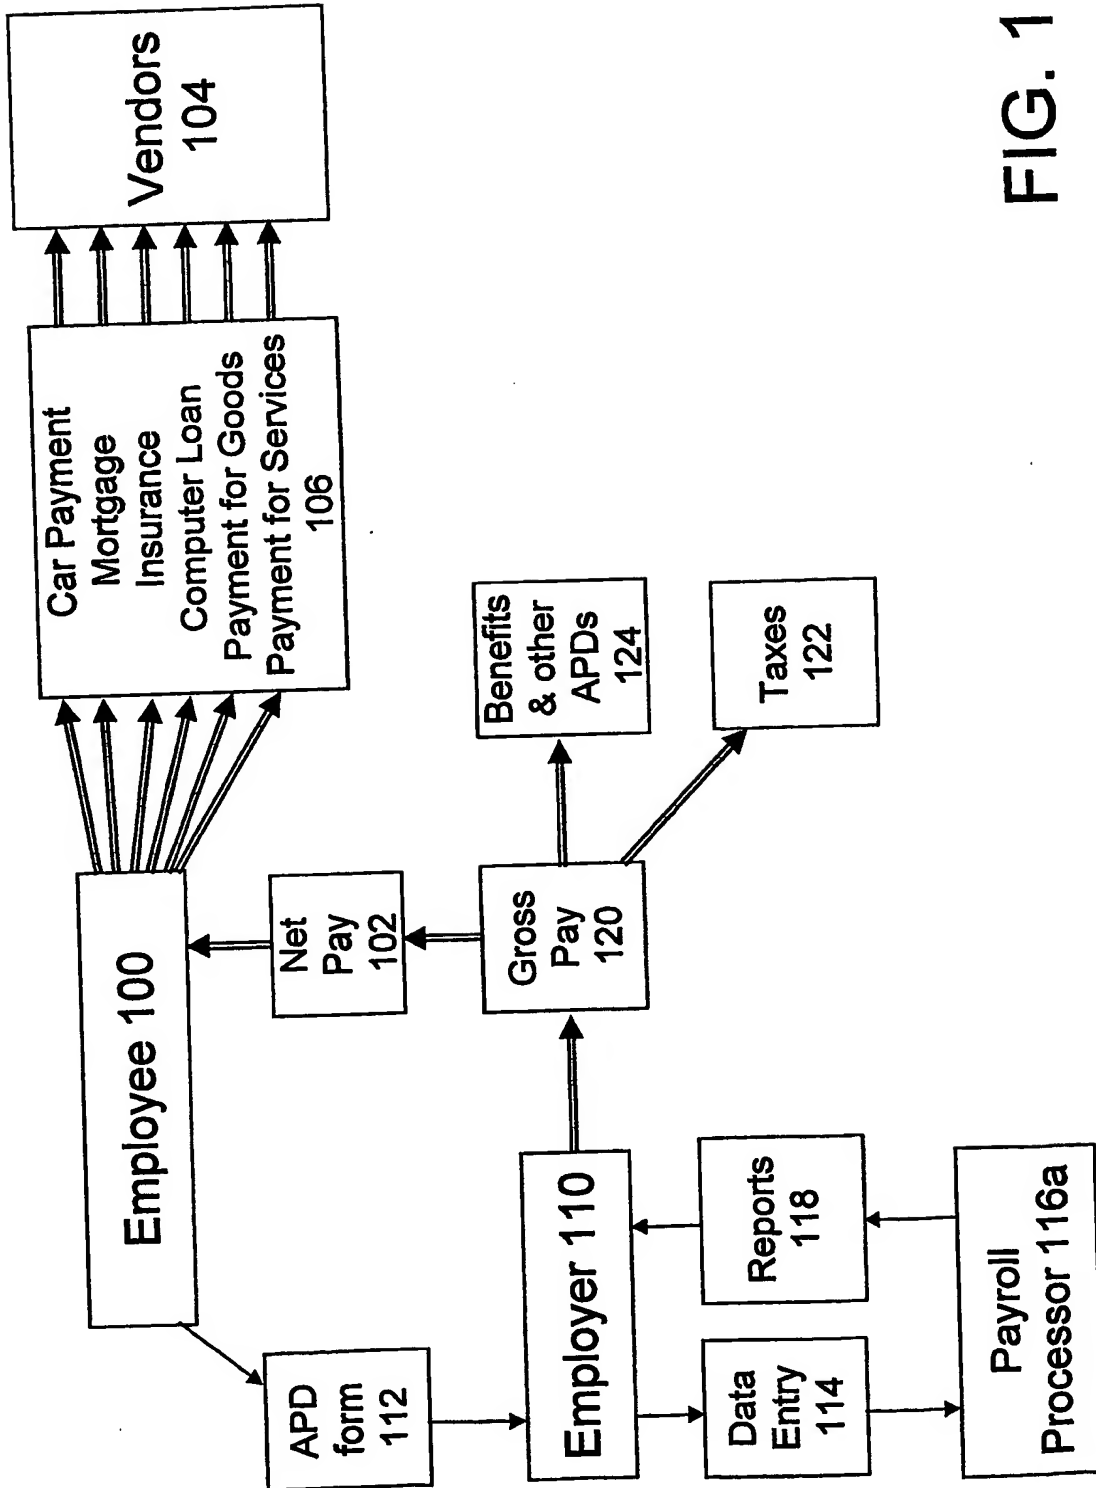 Employee 100
Car Payment
Mortgage
Insurance
Computer Loan
Payment for Goods
Payment for Services
106
Vendors
104
APD
form
112
Net
Pay
102
Employer 110
Gross
Pay
120
Benefits
& other
APDs
124
Taxes
122
Data
Entry
114
Reports
118
Payroll
Processor 116a
FIG. 1